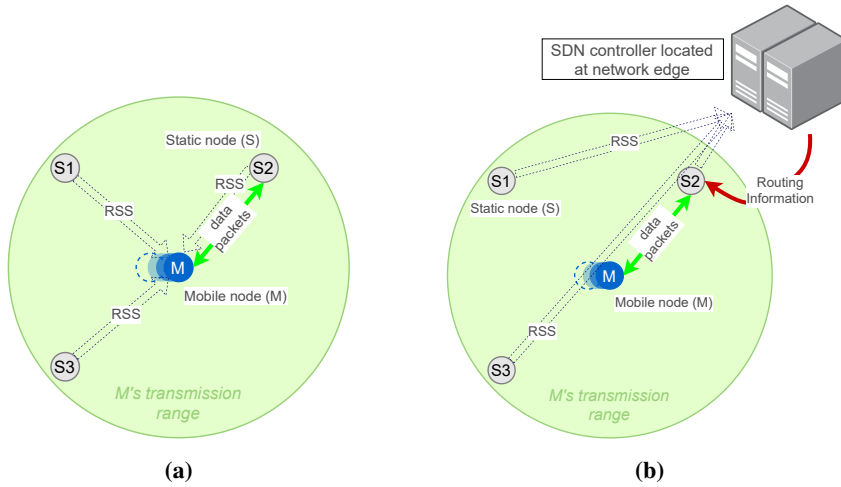 Static node (S)
S1
S2
RSS
RSS
data
packets
M
Mobile node (M)
RSS
S3
M's transmission
range
(a)
SDN controller located
at network edge
RSS
S1
S2
Static node (S)
Routing
Information
data
packets
M
Mobile node (M)
RSS
S3
M's transmission
range
(b)